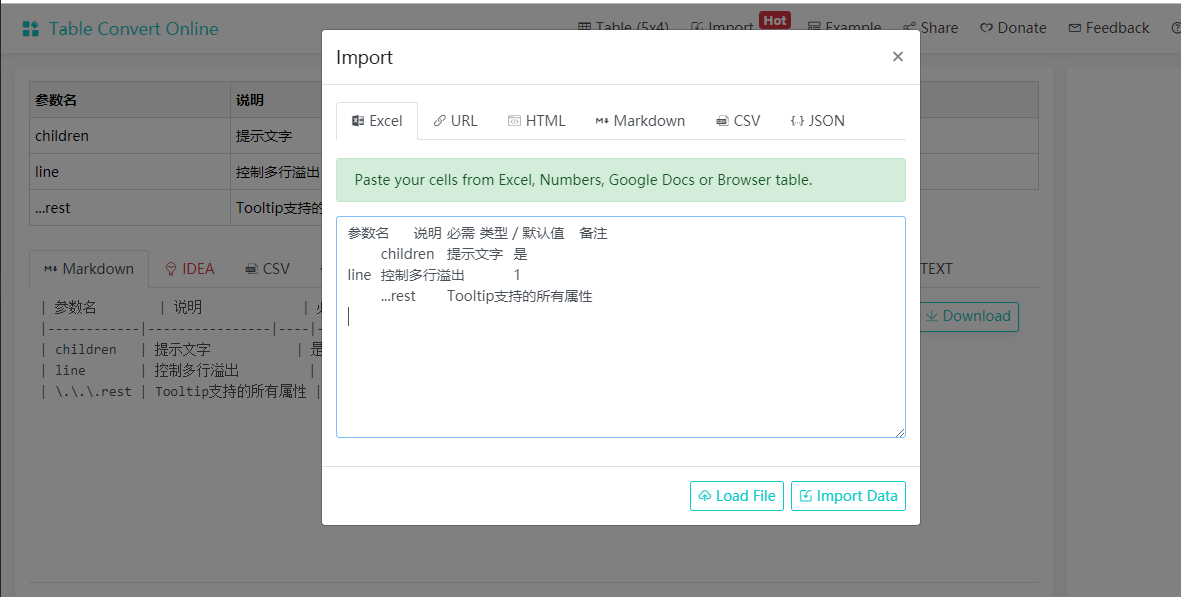 Table Convert Online
Table (5x4) Import Hot Example Share Donate Feedback
Import ×
Excel URL HTML Markdown CSV JSON
Paste your cells from Excel, Numbers, Google Docs or Browser table.
参数名 说明 必需 类型 / 默认值 备注
children 提示文字 是
line 控制多行溢出 1
...rest Tooltip支持的所有属性
Load File Import Data
参数名 说明
children 提示文字
line 控制多行溢出
...rest Tooltip支持的
Markdown IDEA CSV TEXT
Download
| 参数名 | 说明 |
|------------|----------------|----|-
| children | 提示文字 | 是
| line | 控制多行溢出 |
| \.\.\.rest | Tooltip支持的所有属性 |